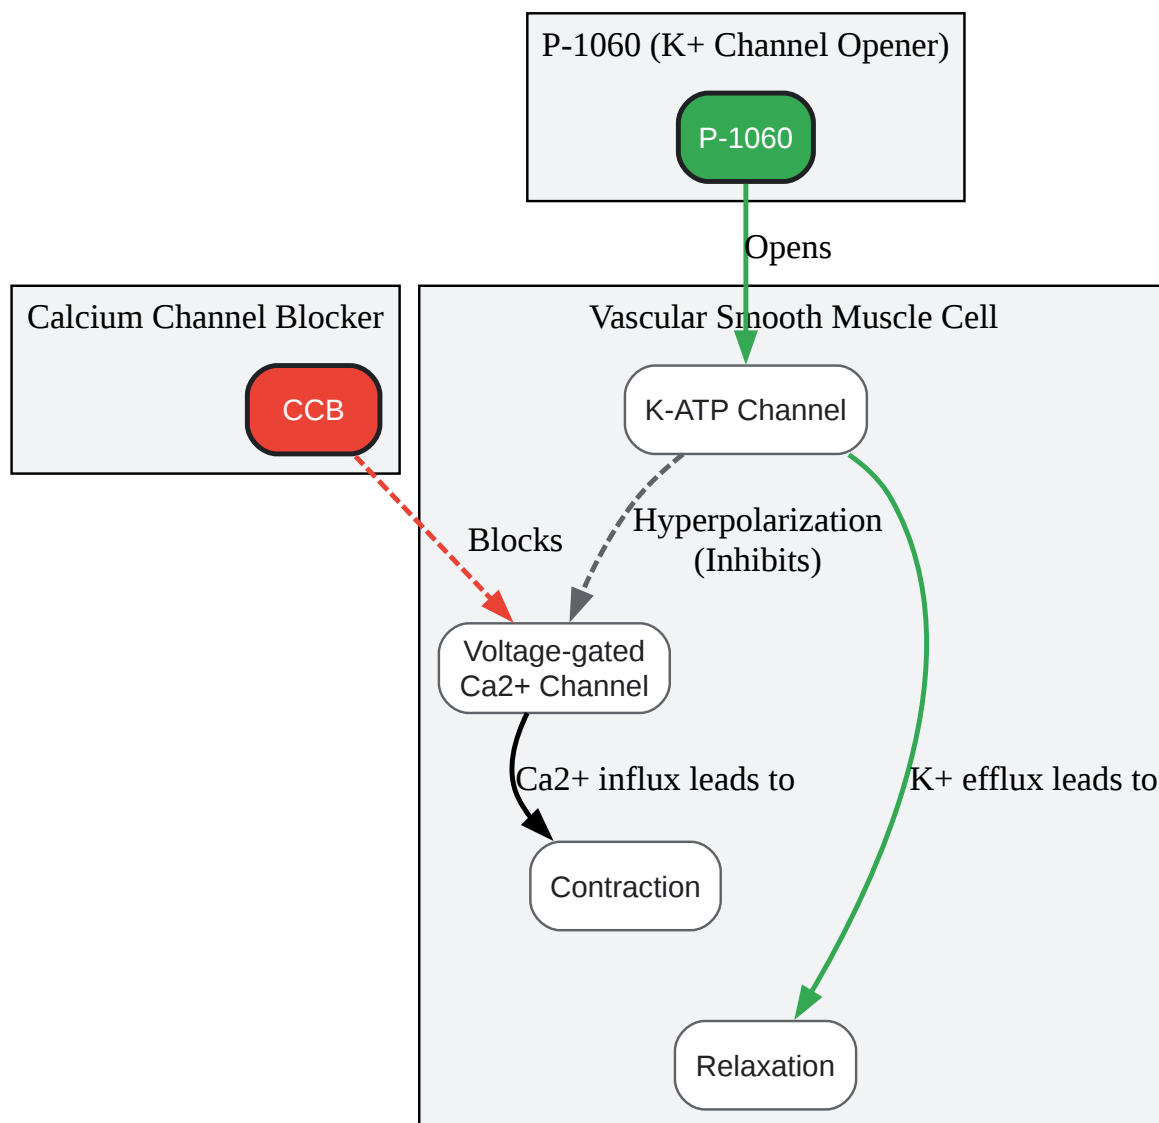 P-1060 (K+ Channel Opener)
P-1060
Opens
Calcium Channel Blocker
CCB
Vascular Smooth Muscle Cell
K-ATP Channel
Blocks
Hyperpolarization
(Inhibits)
Voltage-gated
Ca2+ Channel
Ca2+ influx leads to
K+ efflux leads to
Contraction
Relaxation